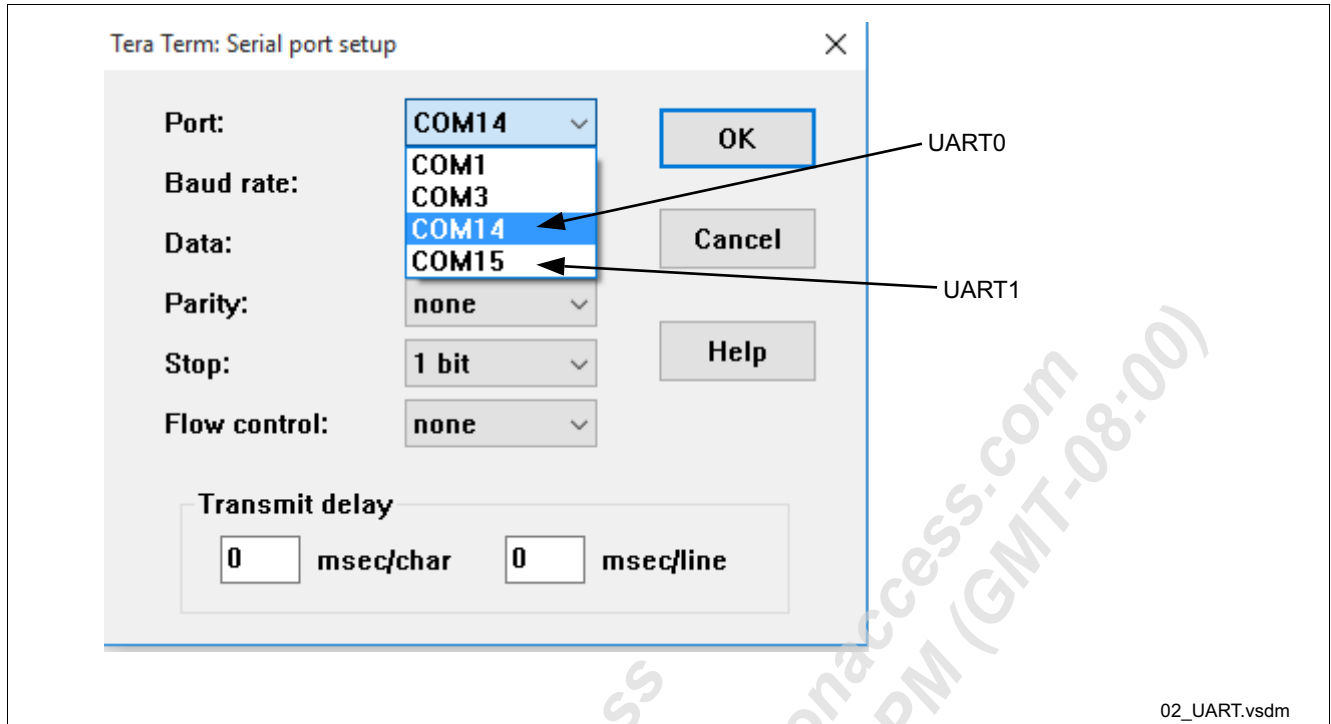 Tera Term: Serial port setup
Port: COM14
OK
UART0
COM1
Baud rate:
COM3
COM14
Data:
Cancel
COM15
UART1
Parity: none
Stop: 1 bit
Help
Flow control: none
Transmit delay
0 msec/char 0 msec/line
02_UART.vsdm